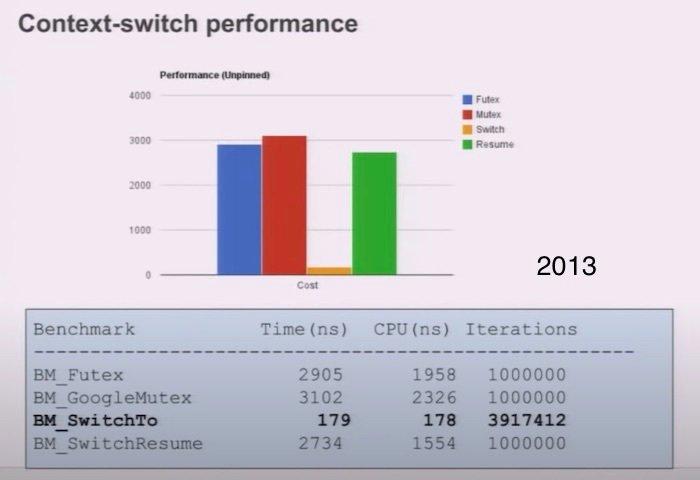 Context-switch performance
Performance (Unpinned)
4000
3000
2000
1000
0
Cost
Futex
Mutex
Switch
Resume
2013
Benchmark Time(ns) CPU(ns) Iterations
------------------------------------------------------
BM_Futex 2905 1958 1000000
BM_GoogleMutex 3102 2326 1000000
BM_SwitchTo 179 178 3917412
BM_SwitchResume 2734 1554 1000000